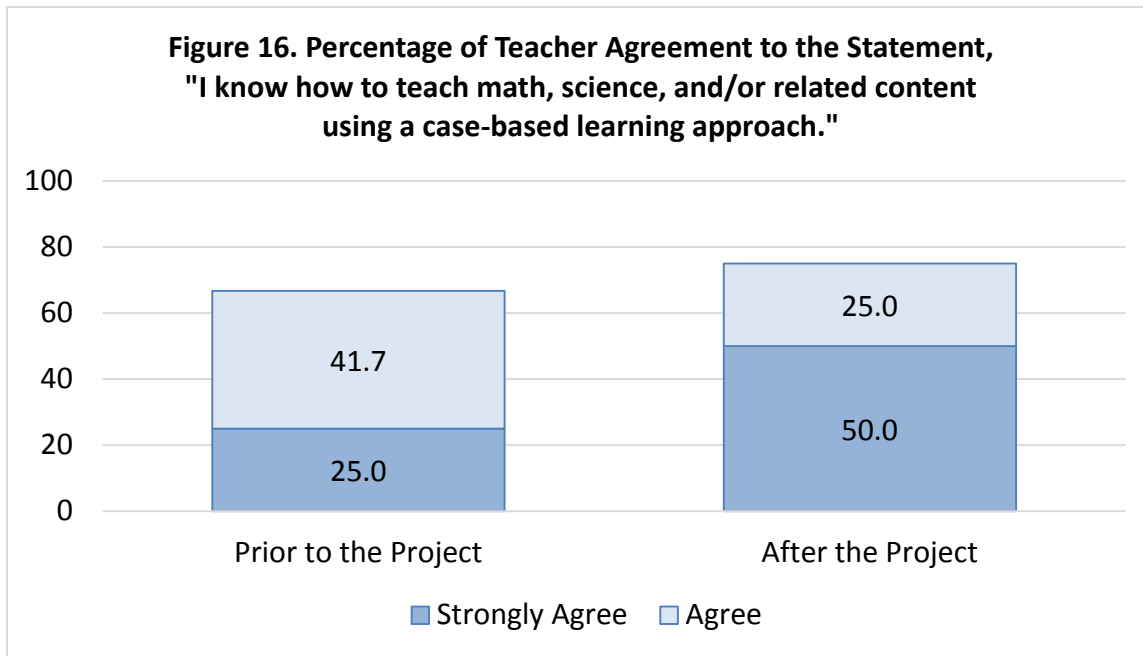 Figure 16. Percentage of Teacher Agreement to the Statement,
"I know how to teach math, science, and/or related content
using a case-based learning approach."
100
80
60
40
20
0
41.7
25.0
25.0
50.0
Prior to the Project
After the Project
Strongly Agree
Agree